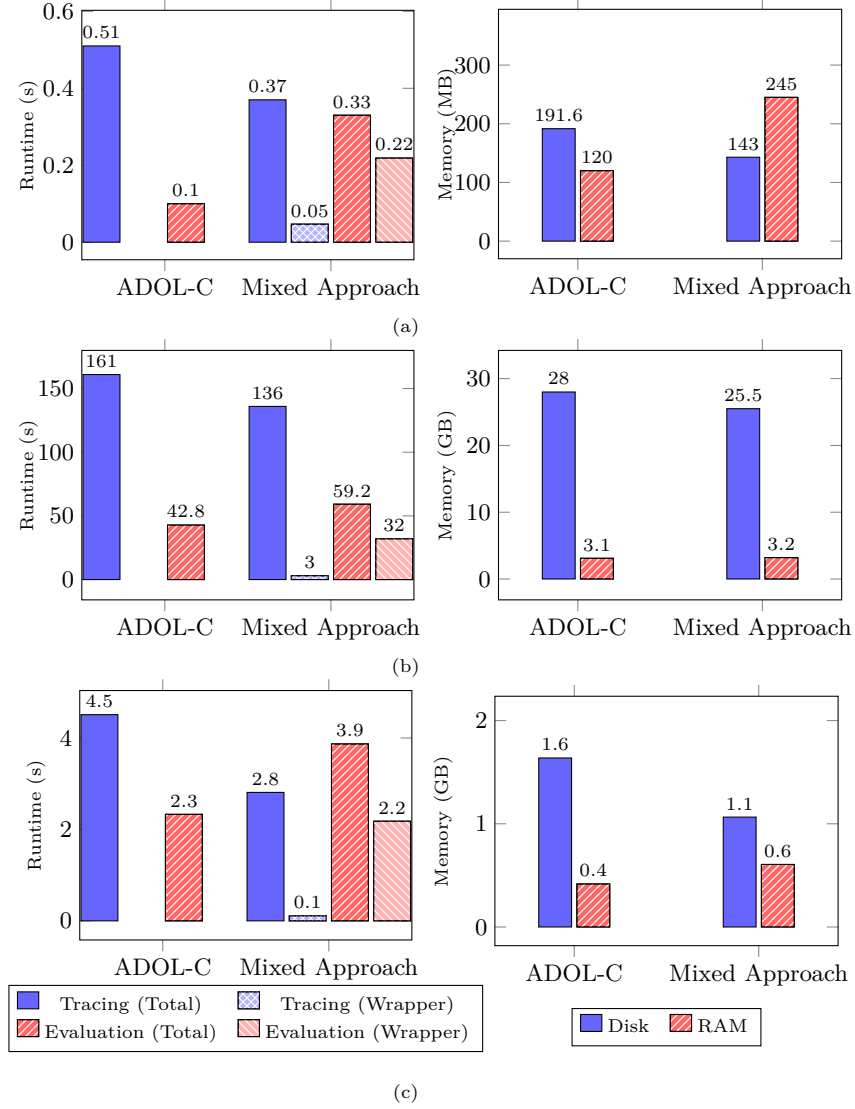 0.6
0.4
0.2
0
Runtime (s)
0.51
0.1
0.37
0.05
0.33
0.22
ADOL-C
Mixed Approach
300
200
100
0
Memory (MB)
191.6
120
143
245
ADOL-C
Mixed Approach
(a)
150
100
50
0
Runtime (s)
161
42.8
136
3
59.2
32
ADOL-C
Mixed Approach
30
20
10
0
Memory (GB)
28
3.1
25.5
3.2
ADOL-C
Mixed Approach
(b)
4
2
0
Runtime (s)
4.5
2.3
2.8
0.1
3.9
2.2
ADOL-C
Mixed Approach
Tracing (Total)
Tracing (Wrapper)
Evaluation (Total)
Evaluation (Wrapper)
2
1
0
Memory (GB)
1.6
0.4
1.1
0.6
ADOL-C
Mixed Approach
Disk
RAM
(c)